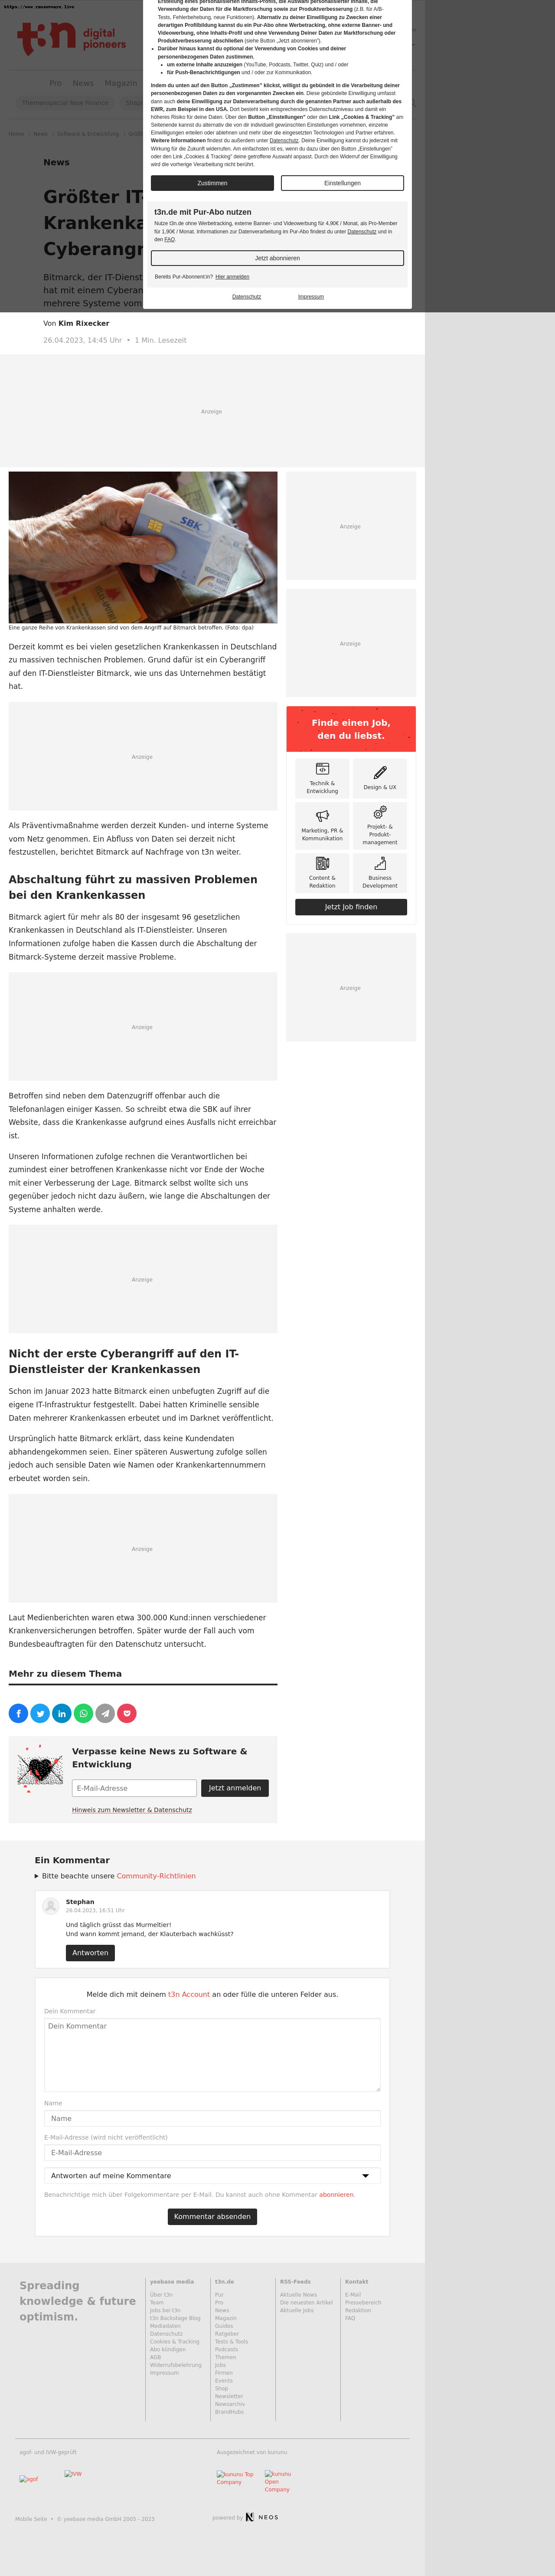 https://www.ransomware.live
t3n digital
pioneers
Pro News Magazin
Home > News > Software & Entwicklung >
News
Größter IT-
Krankenka
Cyberangr
Bitmarck, der IT-Diens
hat mit einem Cyberan
mehrere Systeme vom
Erstellung eines personalisierten Inhalts-Profils, die Auswahl personalisierter Inhalte, die
Verwendung der Daten für die Marktforschung sowie zur Produktverbesserung (z.B. für A/B-
Tests, Fehlerbehebung, neue Funktionen). Alternativ zu deiner Einwilligung zu Zwecken einer
derartigen Profilbildung hast du die Möglichkeit, ohne externe Banner- und
Videowerbung, ohne Inhalts-Profil und ohne Verwendung Deiner Daten zur Marktforschung oder
Produktverbesserung abschließen (siehe Button „Jetzt abonnieren").
• Darüber hinaus kannst du optional der Verwendung von Cookies und deiner
personenbezogenen Daten zustimmen,
• um externe Inhalte anzuzeigen (YouTube, Podcasts, Twitter, Quiz) und / oder
• für Push-Benachrichtigungen und / oder zur Kommunikation.
Indem du unten auf den Button „Zustimmen" klickst, willigst du gebündelt in die Verarbeitung deiner
personenbezogenen Daten zu den vorgenannten Zwecken ein. Diese gebündelte Einwilligung umfasst
dann auch deine Einwilligung zur Datenverarbeitung durch die genannten Partner auch außerhalb des
EWR, zum Beispiel in den USA. Dort besteht kein entsprechendes Datenschutzniveau und damit ein
höheres Risiko für deine Daten. Über den Button „Einstellungen" oder den Link „Cookies & Tracking" am
Seitenende kannst du alternativ die von dir individuell gewünschten Einstellungen vornehmen, einzelne
Einwilligungen erteilen oder ablehnen und mehr über die eingesetzten Technologien und Partner erfahren.
Weitere Informationen findest du außerdem unter Datenschutz. Deine Einwilligung kannst du jederzeit mit
Wirkung für die Zukunft widerrufen. Am einfachsten ist es, wenn du dazu über den Button „Einstellungen"
oder den Link „Cookies & Tracking" deine getroffene Auswahl anpasst. Durch den Widerruf der Einwilligung
wird die vorherige Verarbeitung nicht berührt.
Zustimmen Einstellungen
t3n.de mit Pur-Abo nutzen
Nutze t3n.de ohne Werbetracking, externe Banner- und Videowerbung für 4,90€ / Monat, als Pro-Member
für 1,90€ / Monat. Informationen zur Datenverarbeitung im Pur-Abo findest du unter Datenschutz und in
den FAQ.
Jetzt abonnieren
Bereits Pur-Abonnent:in? Hier anmelden
Datenschutz Impressum
Von Kim Rixecker
26.04.2023, 14:45 Uhr • 1 Min. Lesezeit
Anzeige
SBK
Anzeige
Eine ganze Reihe von Krankenkassen sind von dem Angriff auf Bitmarck betroffen. (Foto: dpa)
Derzeit kommt es bei vielen gesetzlichen Krankenkassen in Deutschland
zu massiven technischen Problemen. Grund dafür ist ein Cyberangriff
auf den IT-Dienstleister Bitmarck, wie uns das Unternehmen bestätigt
hat.
Anzeige
Anzeige
Finde einen Job,
den du liebst.
Technik &
Entwicklung
Design & UX
Marketing, PR &
Kommunikation
Projekt- &
Produkt-
management
Content &
Redaktion
Business
Development
Jetzt Job finden
Anzeige
Als Präventivmaßnahme werden derzeit Kunden- und interne Systeme
vom Netz genommen. Ein Abfluss von Daten sei derzeit nicht
festzustellen, berichtet Bitmarck auf Nachfrage von t3n weiter.
Abschaltung führt zu massiven Problemen
bei den Krankenkassen
Bitmarck agiert für mehr als 80 der insgesamt 96 gesetzlichen
Krankenkassen in Deutschland als IT-Dienstleister. Unseren
Informationen zufolge haben die Kassen durch die Abschaltung der
Bitmarck-Systeme derzeit massive Probleme.
Anzeige
Betroffen sind neben dem Datenzugriff offenbar auch die
Telefonanlagen einiger Kassen. So schreibt etwa die SBK auf ihrer
Website, dass die Krankenkasse aufgrund eines Ausfalls nicht erreichbar
ist.
Unseren Informationen zufolge rechnen die Verantwortlichen bei
zumindest einer betroffenen Krankenkasse nicht vor Ende der Woche
mit einer Verbesserung der Lage. Bitmarck selbst wollte sich uns
gegenüber jedoch nicht dazu äußern, wie lange die Abschaltungen der
Systeme anhalten werde.
Anzeige
Nicht der erste Cyberangriff auf den IT-
Dienstleister der Krankenkassen
Schon im Januar 2023 hatte Bitmarck einen unbefugten Zugriff auf die
eigene IT-Infrastruktur festgestellt. Dabei hatten Kriminelle sensible
Daten mehrerer Krankenkassen erbeutet und im Darknet veröffentlicht.
Ursprünglich hatte Bitmarck erklärt, dass keine Kundendaten
abhandengekommen seien. Einer späteren Auswertung zufolge sollen
jedoch auch sensible Daten wie Namen oder Krankenkartennummern
erbeutet worden sein.
Anzeige
Laut Medienberichten waren etwa 300.000 Kund:innen verschiedener
Krankenversicherungen betroffen. Später wurde der Fall auch vom
Bundesbeauftragten für den Datenschutz untersucht.
Mehr zu diesem Thema
Verpasse keine News zu Software &
Entwicklung
E-Mail-Adresse Jetzt anmelden
Hinweis zum Newsletter & Datenschutz
Ein Kommentar
Bitte beachte unsere Community-Richtlinien
Stephan
26.04.2023, 16:51 Uhr
Und täglich grüsst das Murmeltier!
Und wann kommt jemand, der Klauterbach wachküsst?
Antworten
Melde dich mit deinem t3n Account an oder fülle die unteren Felder aus.
Dein Kommentar
Dein Kommentar
Name
Name
E-Mail-Adresse (wird nicht veröffentlicht)
E-Mail-Adresse
Antworten auf meine Kommentare
Benachrichtige mich über Folgekommentare per E-Mail. Du kannst auch ohne Kommentar abonnieren.
Kommentar absenden
Spreading
knowledge & future
optimism.
yeebase media
Über t3n
Team
Jobs bei t3n
t3n Backstage Blog
Mediadaten
Datenschutz
Cookies & Tracking
Abo kündigen
AGB
Widerrufsbelehrung
Impressum
t3n.de
Pur
Pro
News
Magazin
Guides
Ratgeber
Tests & Tools
Podcasts
Themen
Jobs
Firmen
Events
Shop
Newsletter
Newsarchiv
BrandHubs
RSS-Feeds
Aktuelle News
Die neuesten Artikel
Aktuelle Jobs
Kontakt
E-Mail
Pressebereich
Redaktion
FAQ
agof- und IVW-geprüft
agof IVW
Ausgezeichnet von kununu
kununu Top
Company
kununu
Open
Company
Mobile Seite • © yeebase media GmbH 2005 - 2023
powered by NEOS